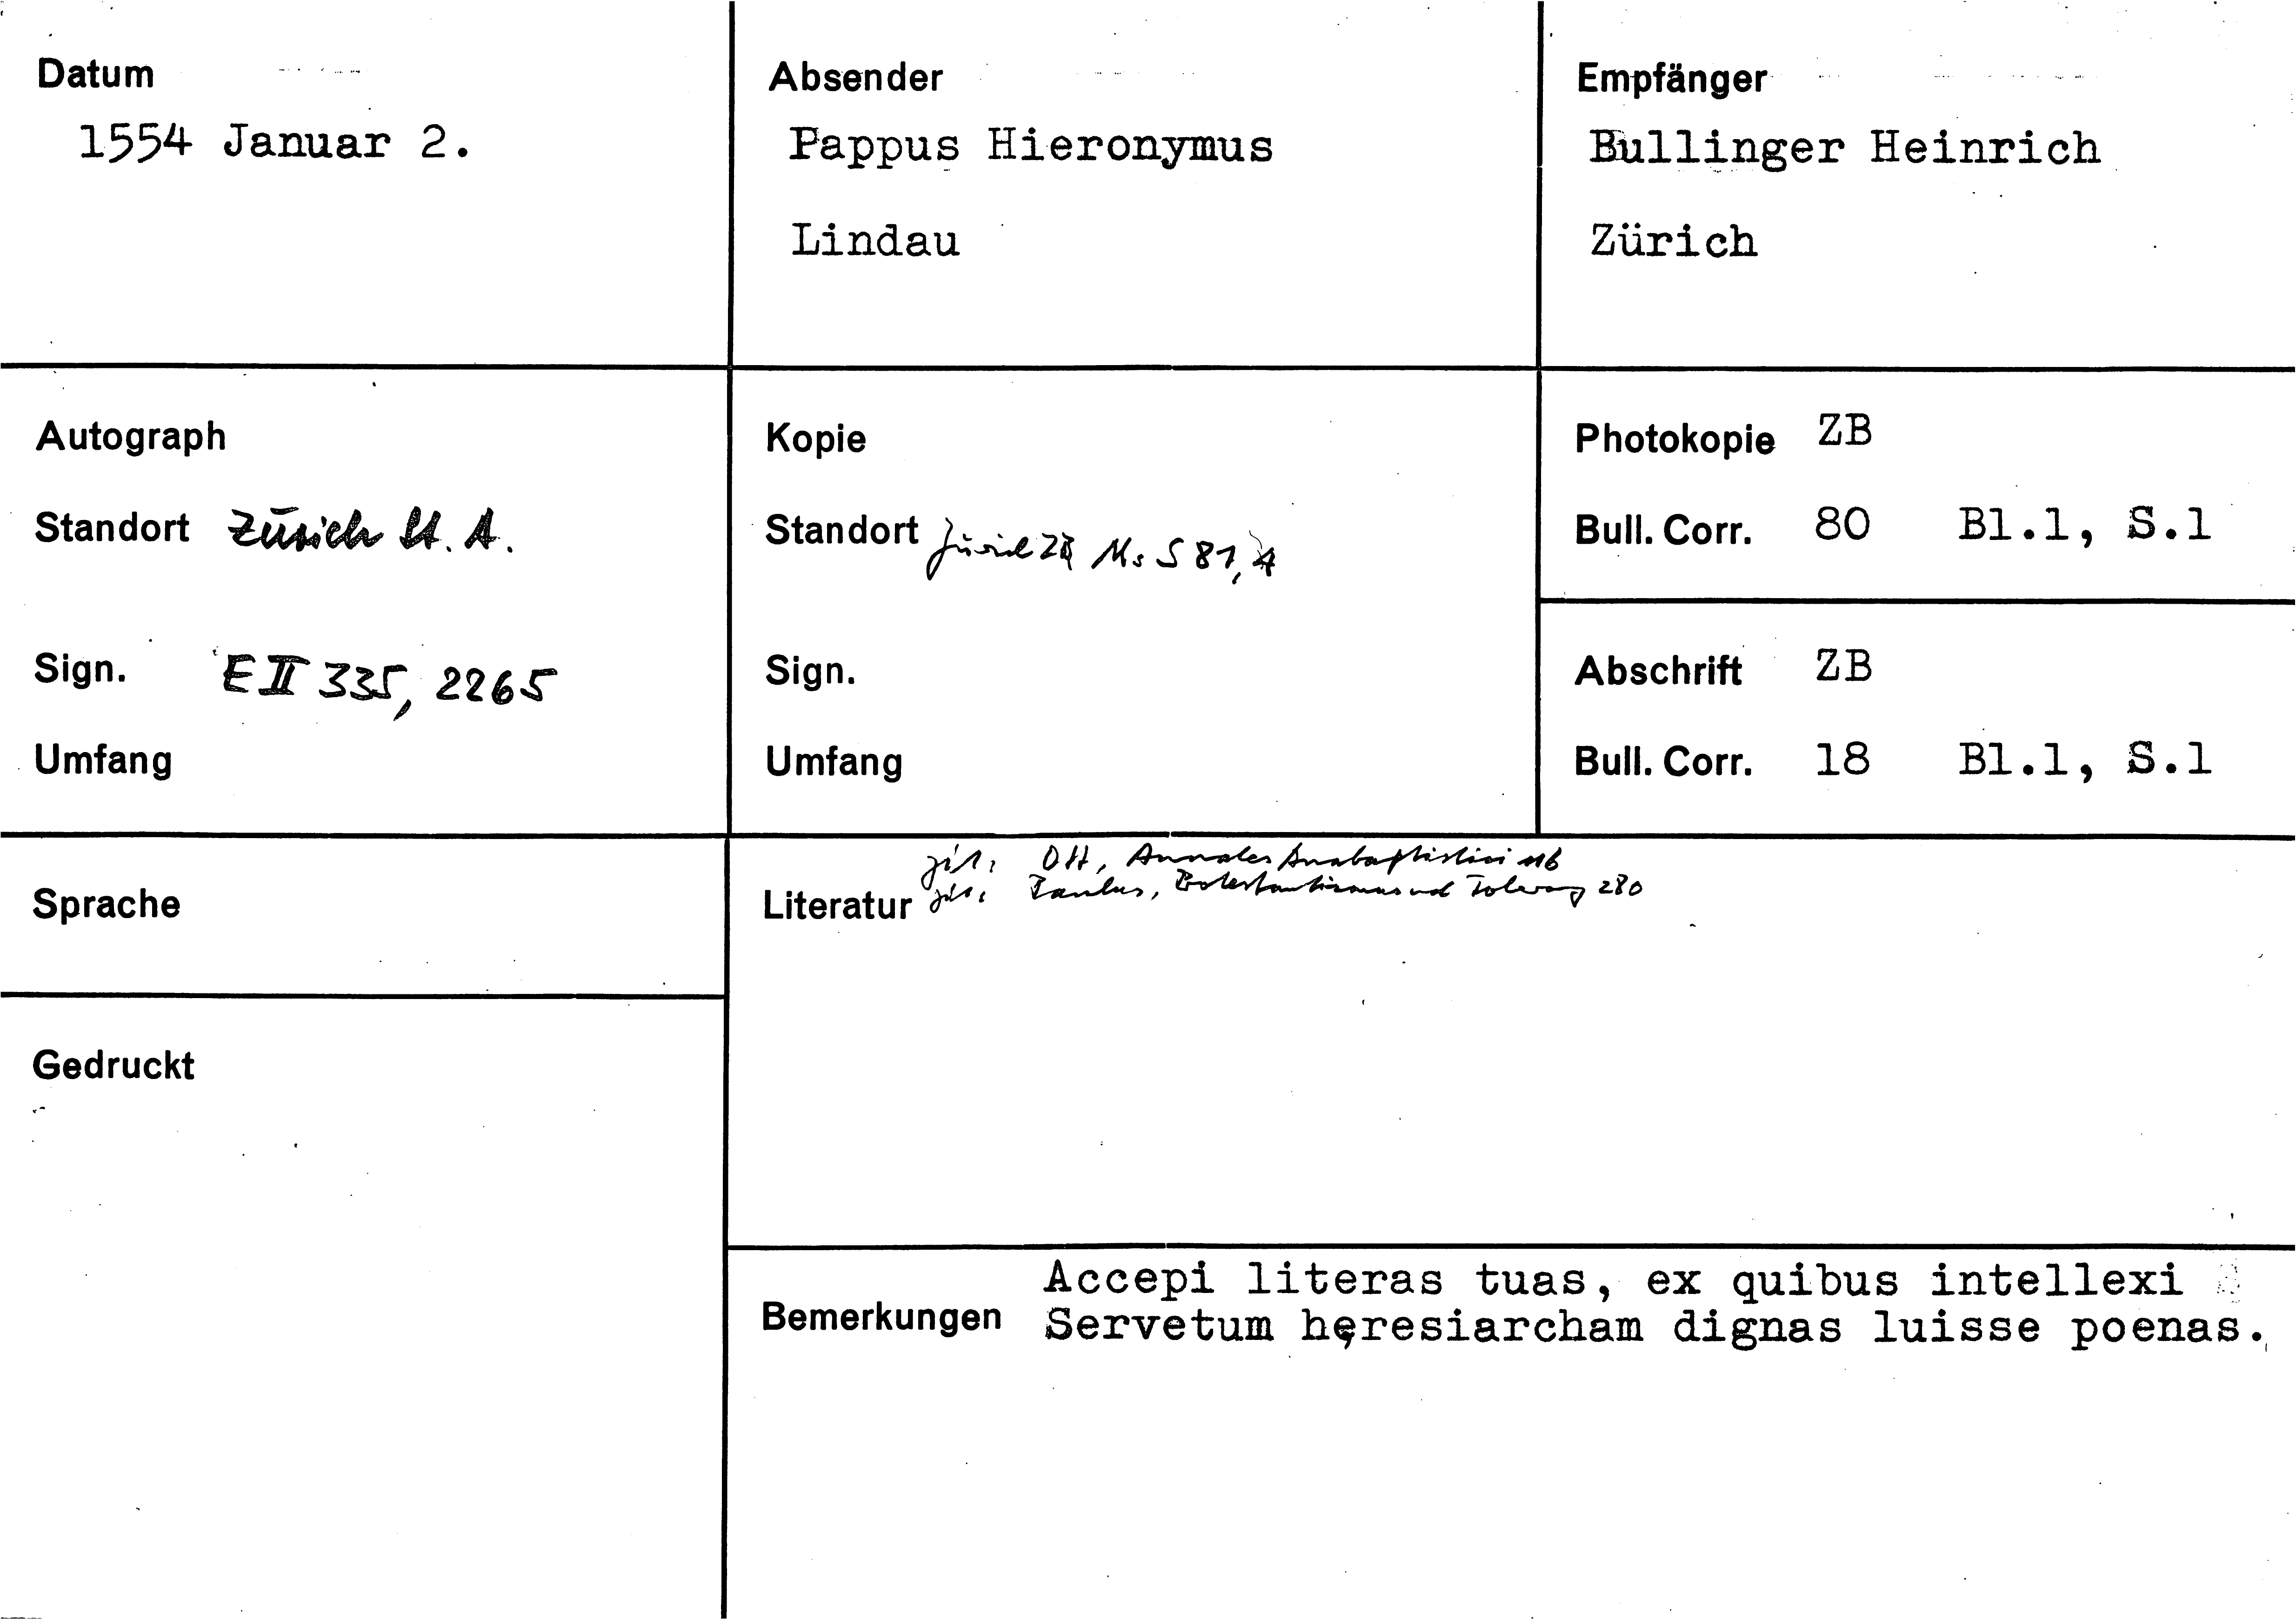 Datum
1554 Januar 2.
Absender
Pappus Hieronymus
Lindau
Empfänger
Bullinger Heinrich
Zürich
Autograph
Standort Zürich St. A.
Sign. E II 335, 2265
Umfang
Kopie
Standort Zürich ZB Ms S 81, 4
Sign.
Umfang
Photokopie ZB
Bull. Corr. 80 Bl.1, S.1
Abschrift ZB
Bull. Corr. 18 Bl.1, S.1
Sprache
Gedruckt
zit. Ott, Annales Anabaptistici 116
Literatur zit. Paulus, Protestantismus und Toleranz 280
Bemerkungen
Accepi literas tuas, ex quibus intellexi
Servetum hęresiarcham dignas luisse poenas.